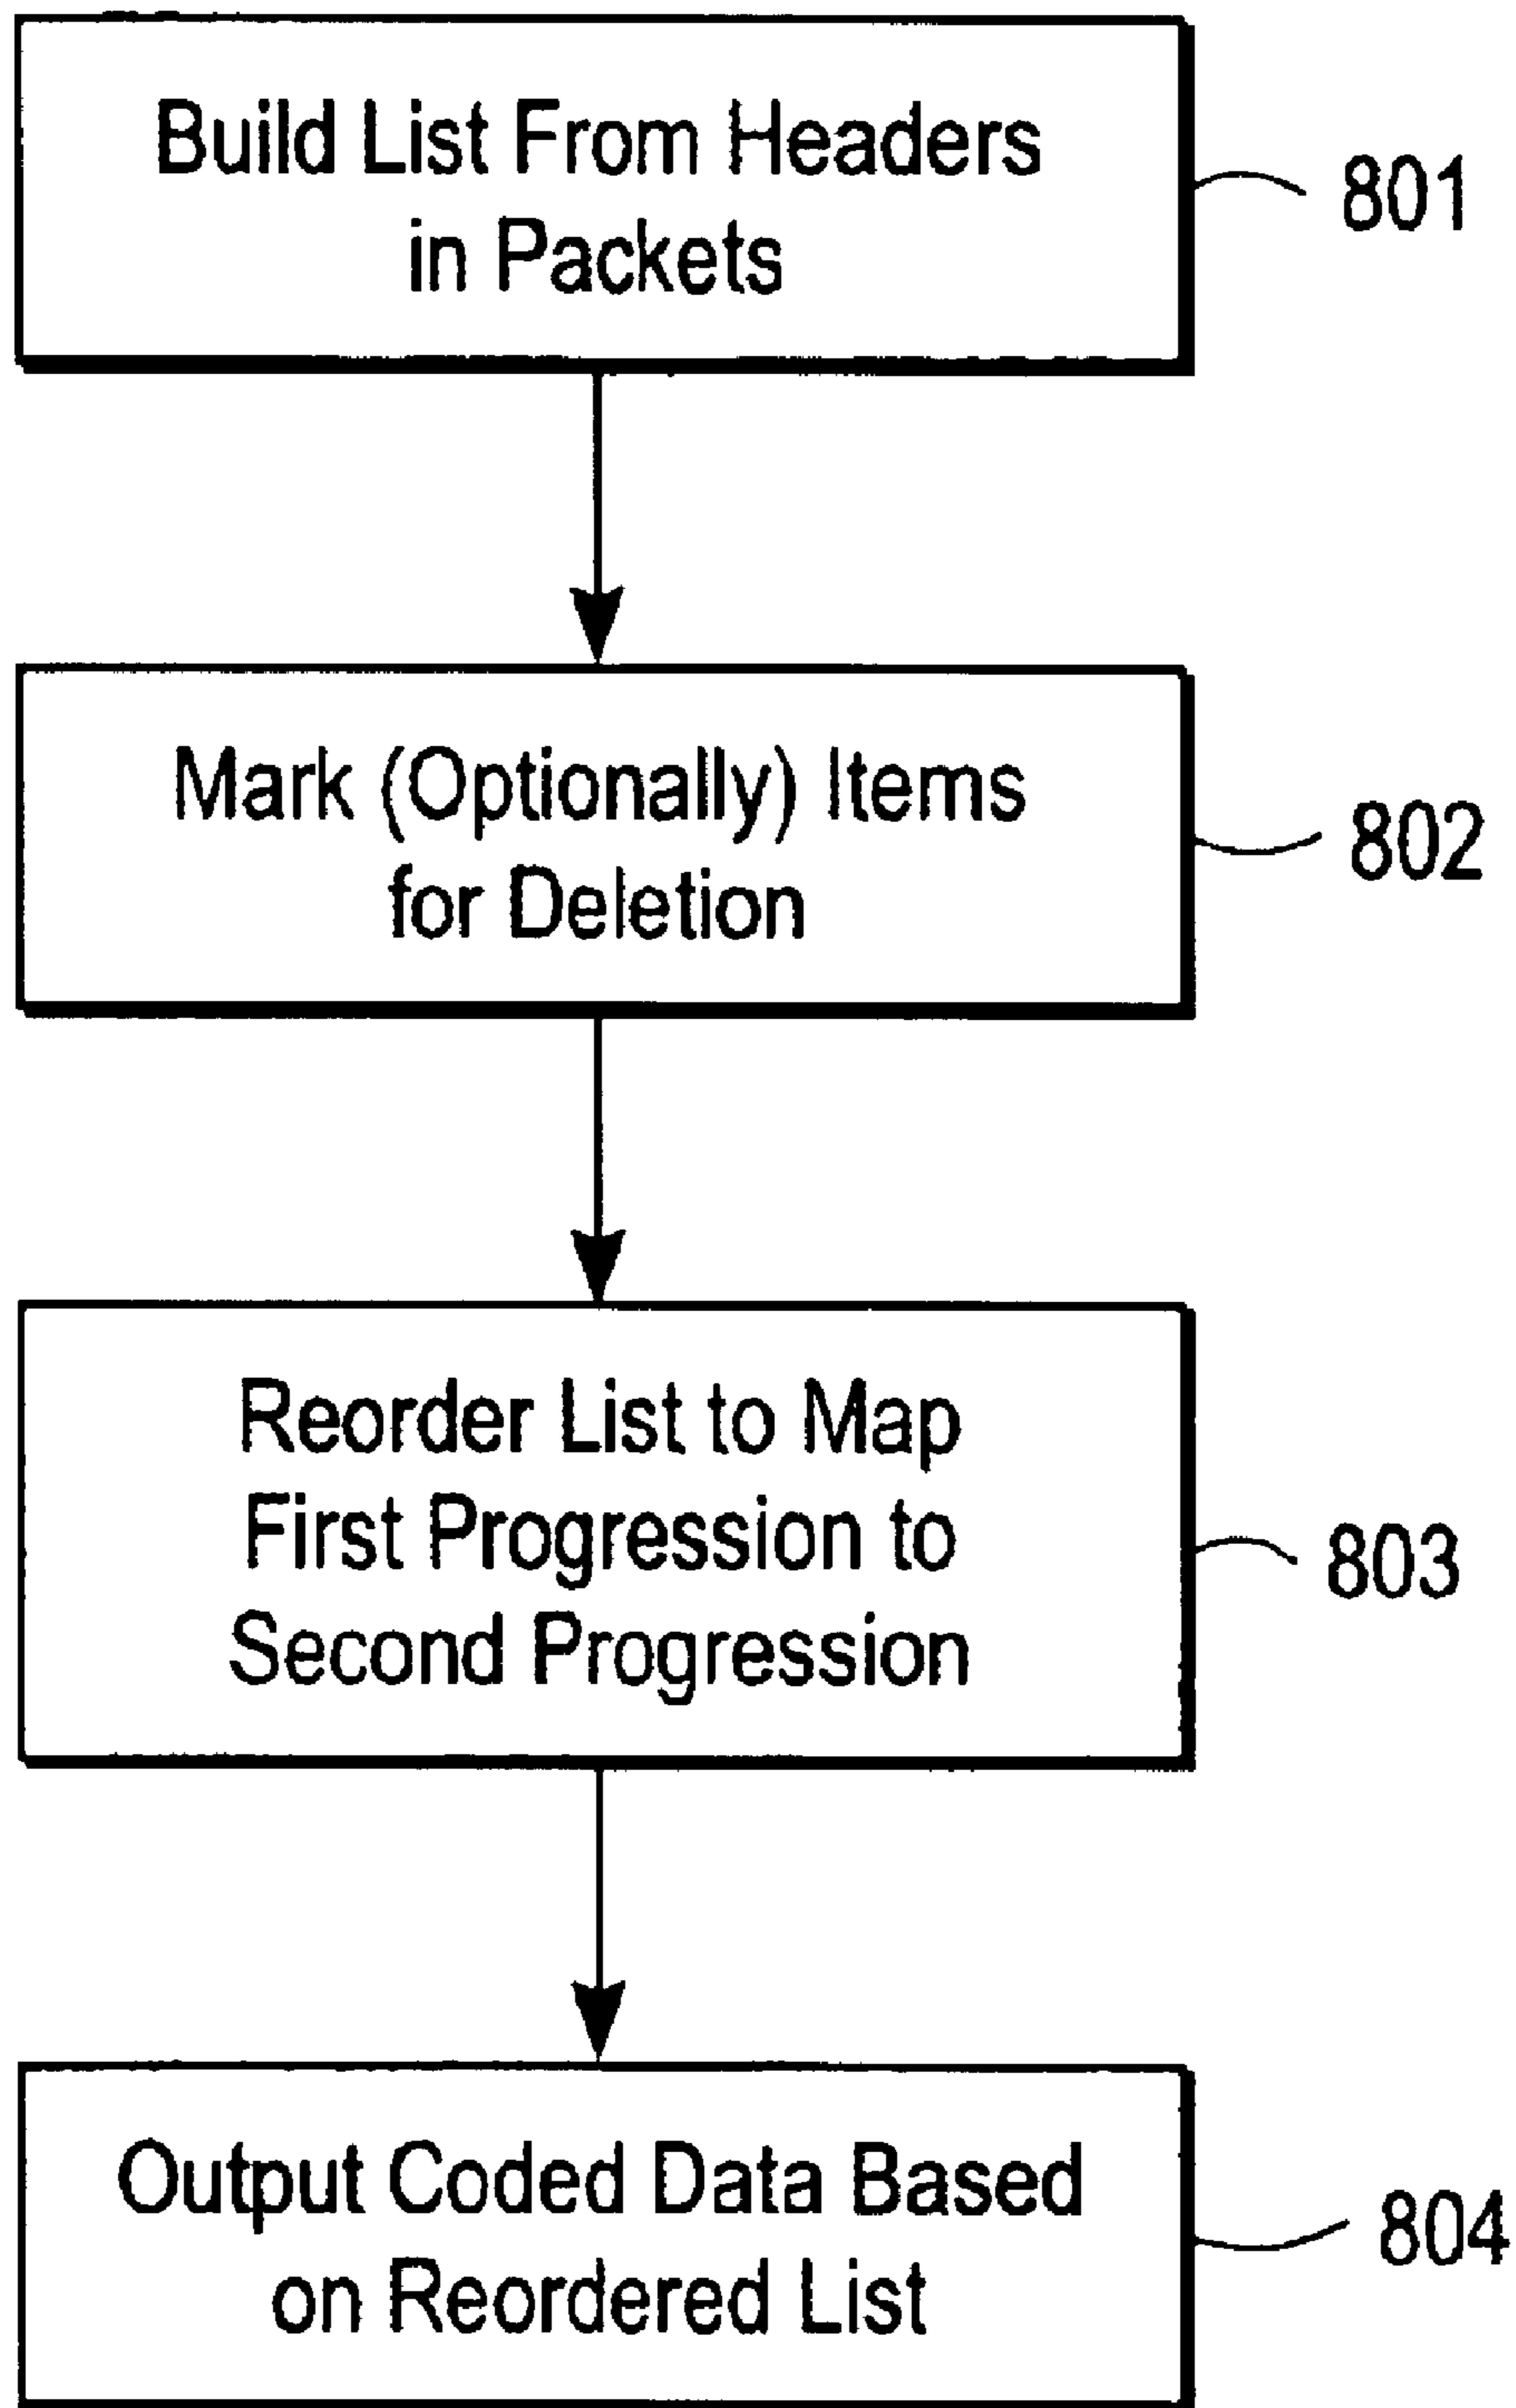 Build List From Headers
in Packets
801
Mark (Optionally) Items
for Deletion
802
Reorder List to Map
First Progression to
Second Progression
803
Output Coded Data Based
on Reordered List
804